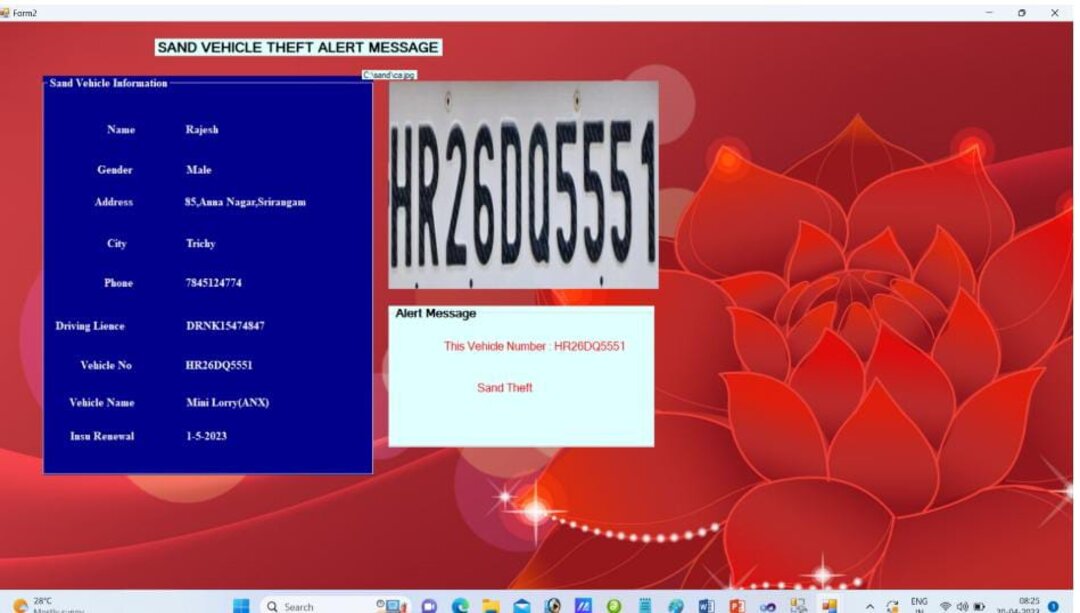 Form2
SAND VEHICLE THEFT ALERT MESSAGE
C:\sand\ca.jpg
Sand Vehicle Information
Name Rajesh
Gender Male
Address 85,Anna Nagar,Srirangam
City Trichy
Phone 7845124774
Driving Lience DRNK15474847
Vehicle No HR26DQ5551
Vehicle Name Mini Lorry(ANX)
Insu Renewal 1-5-2023
HR26DQ5551
Alert Message
This Vehicle Number : HR26DQ5551
Sand Theft
28°C
Mostly sunny
Search
ENG
IN
08:25
30-04-2023